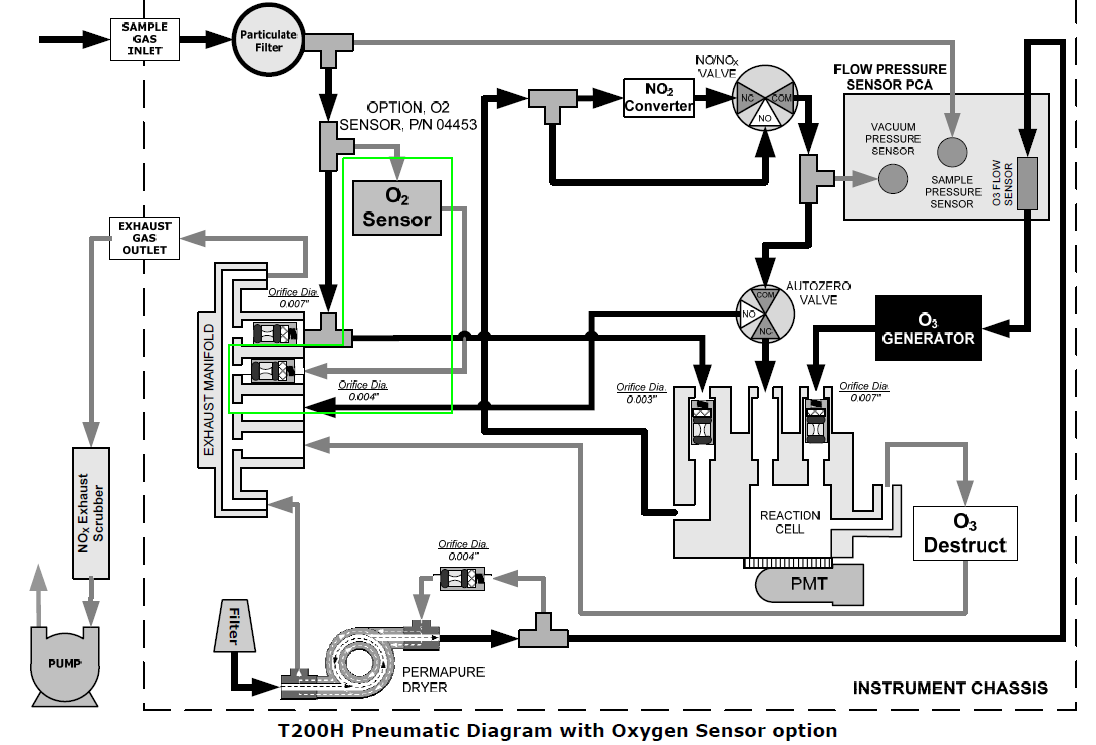 SAMPLE
GAS
INLET
Particulate
Filter
OPTION, O2
SENSOR, P/N 04453
O2
Sensor
NO/NOX
VALVE
NO2
Converter
NC
COM
NO
FLOW PRESSURE
SENSOR PCA
VACUUM
PRESSURE
SENSOR
SAMPLE
PRESSURE
SENSOR
O3 FLOW
SENSOR
EXHAUST
GAS
OUTLET
Orifice Dia.
0.007"
EXHAUST MANIFOLD
Orifice Dia.
0.004"
AUTOZERO
VALVE
COM
NO
NC
O3
GENERATOR
Orifice Dia.
0.003"
Orifice Dia.
0.007"
REACTION
CELL
PMT
O3
Destruct
NOX Exhaust
Scrubber
PUMP
Filter
Orifice Dia.
0.004"
PERMAPURE
DRYER
INSTRUMENT CHASSIS
T200H Pneumatic Diagram with Oxygen Sensor option